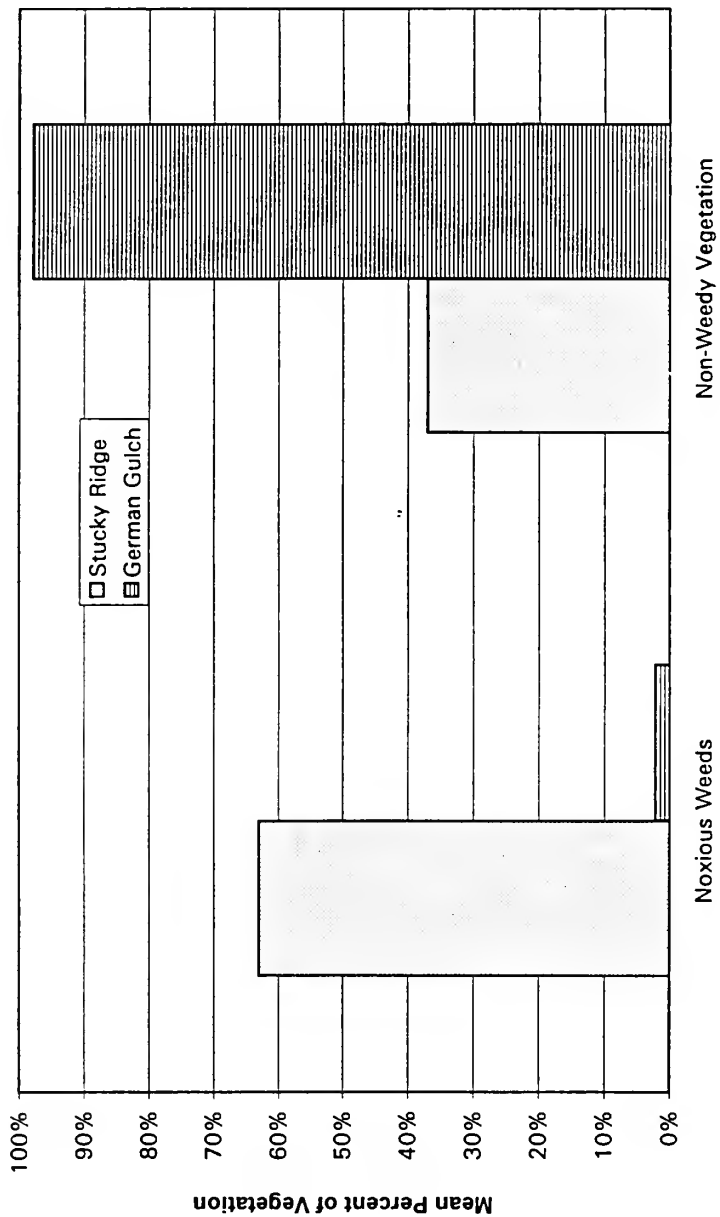 Mean Percent of Vegetation
100%
90%
80%
70%
60%
50%
40%
30%
20%
10%
0%
Stucky Ridge
German Gulch
Noxious Weeds
Non-Weedy Vegetation